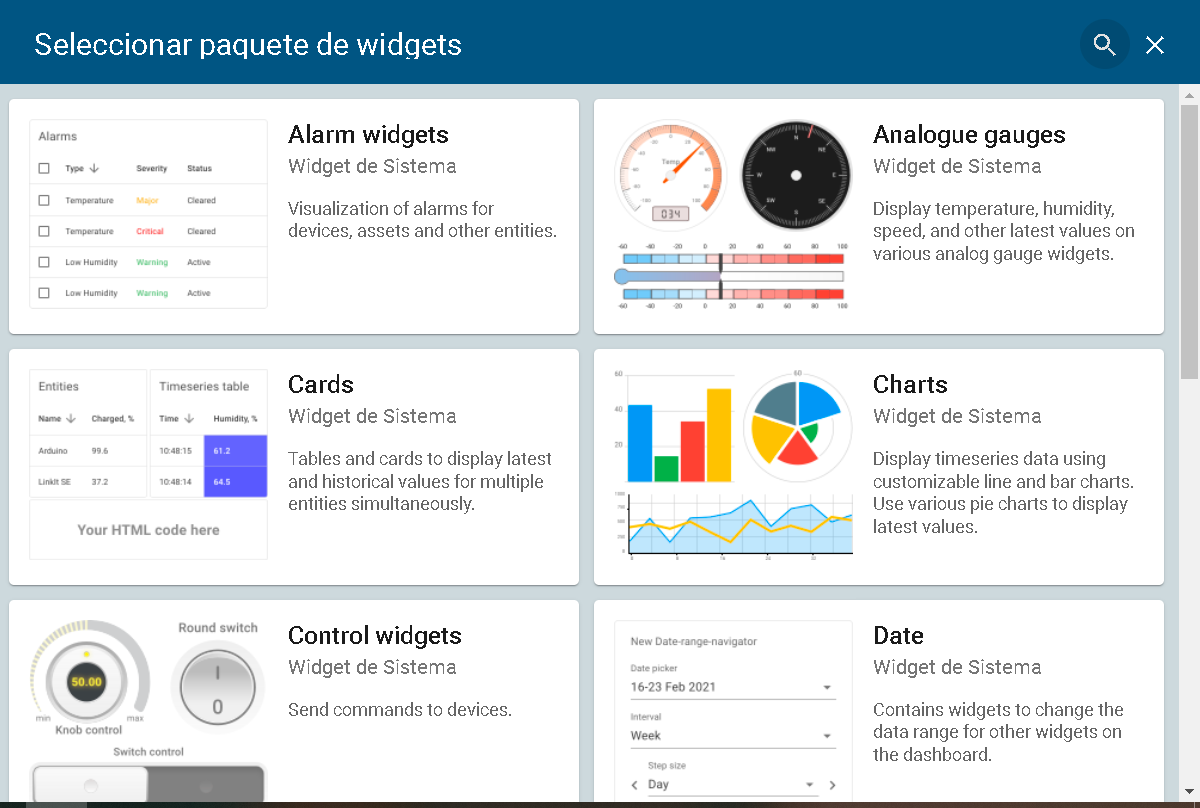 Seleccionar paquete de widgets
Alarms
Type Severity Status
Temperature Major Cleared
Temperature Critical Cleared
Low Humidity Warning Active
Low Humidity Warning Active
Alarm widgets
Widget de Sistema
Visualization of alarms for
devices, assets and other entities.
Temp
034
N
NE
E
SE
S
SW
W
NW
-60 -40 -20 0 20 40 60 80 100
-60 -40 -20 0 20 40 60 80 100
Analogue gauges
Widget de Sistema
Display temperature, humidity,
speed, and other latest values on
various analog gauge widgets.
Entities
Name Charged, %
Arduino 99.6
LinkIt SE 37.2
Timeseries table
Time Humidity, %
10:48:15 61.2
10:48:14 64.5
Your HTML code here
Cards
Widget de Sistema
Tables and cards to display latest
and historical values for multiple
entities simultaneously.
60
40
20
60
Charts
Widget de Sistema
Display timeseries data using
customizable line and bar charts.
Use various pie charts to display
latest values.
50.00
min max
Knob control
Round switch
I
0
Switch control
Control widgets
Widget de Sistema
Send commands to devices.
New Date-range-navigator
Date picker
16-23 Feb 2021
Interval
Week
Step size
Day
Date
Widget de Sistema
Contains widgets to change the
data range for other widgets on
the dashboard.